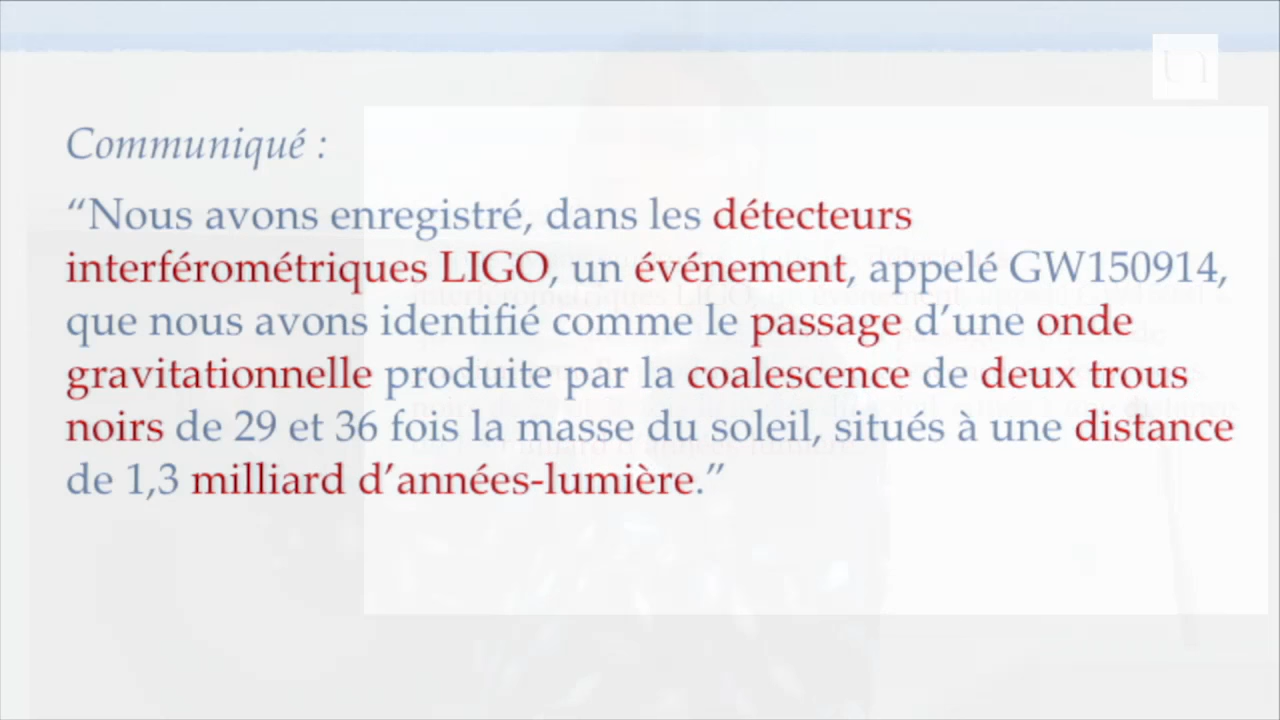 Communiqué :
“Nous avons enregistré, dans les détecteurs
interférométriques LIGO, un événement, appelé GW150914,
que nous avons identifié comme le passage d’une onde
gravitationnelle produite par la coalescence de deux trous
noirs de 29 et 36 fois la masse du soleil, situés à une distance
de 1,3 milliard d’années-lumière.”